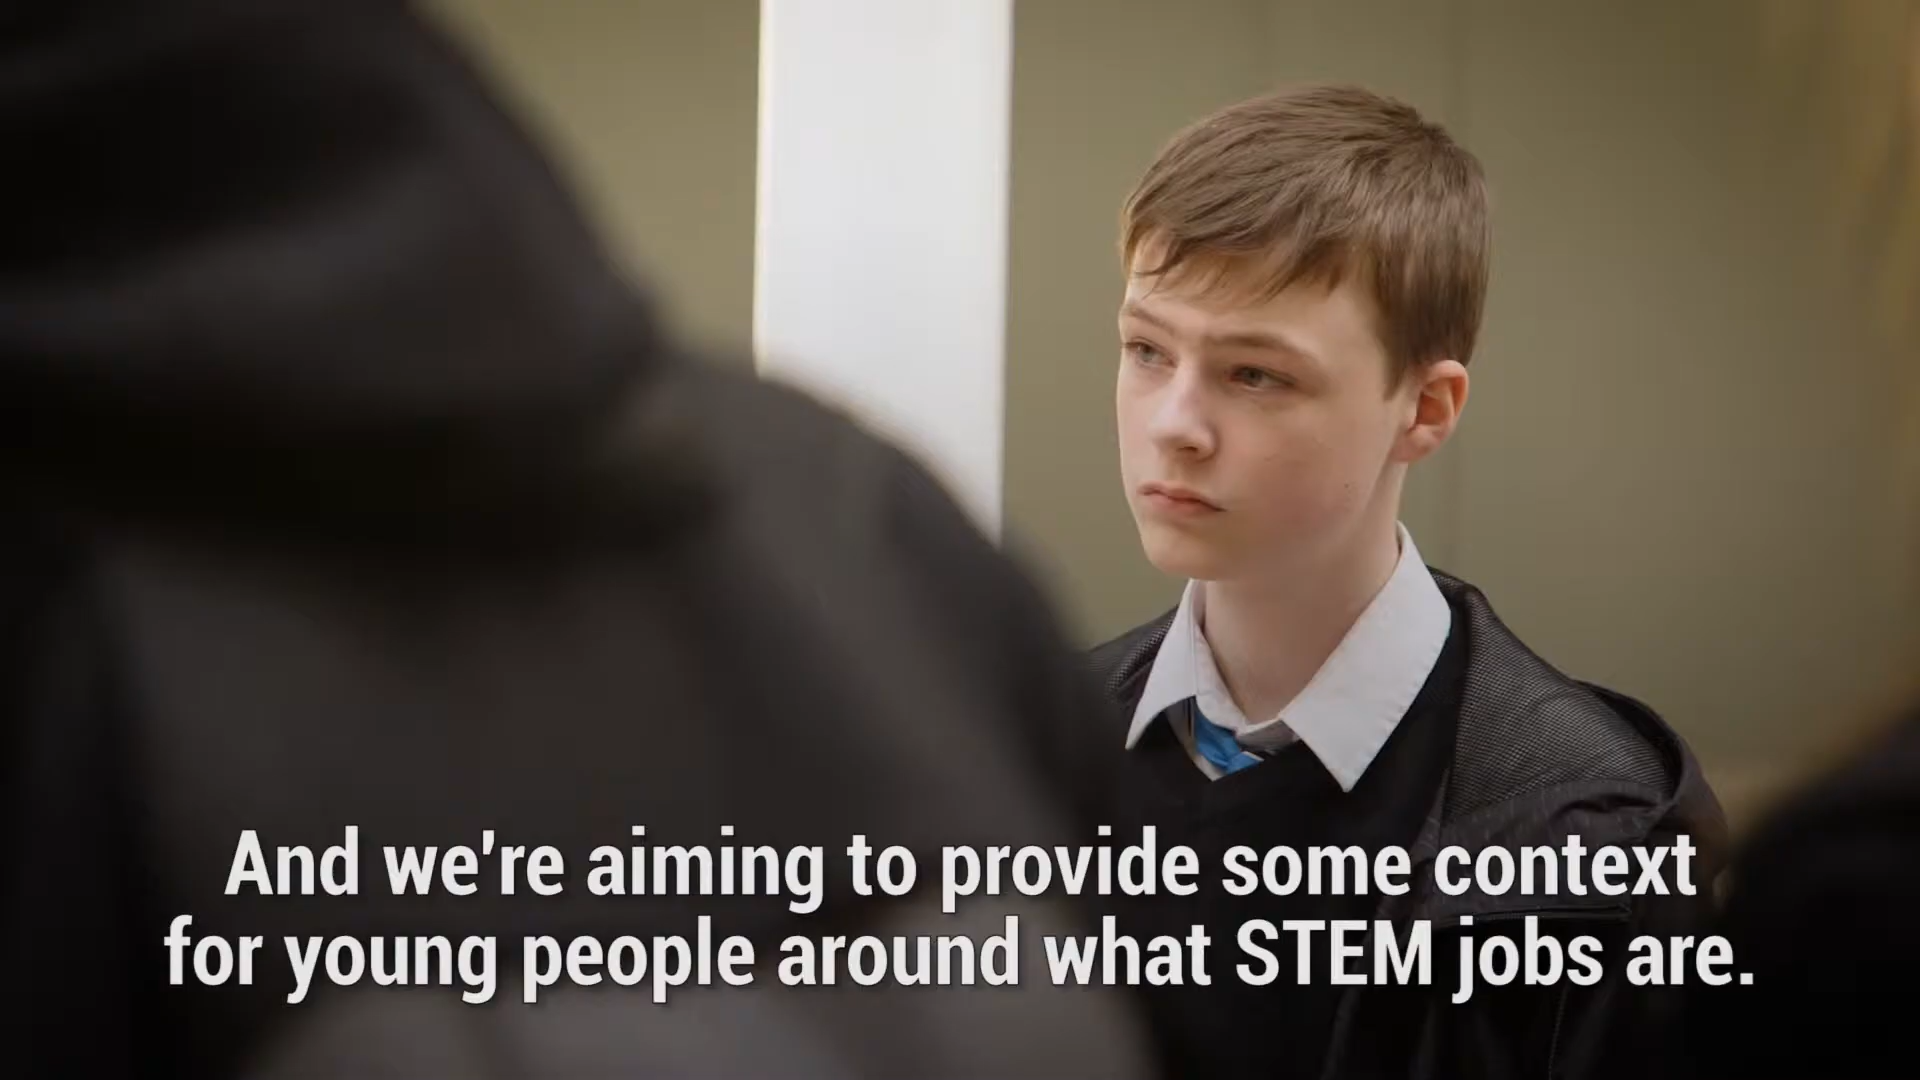 And we're aiming to provide some context
for young people around what STEM jobs are.